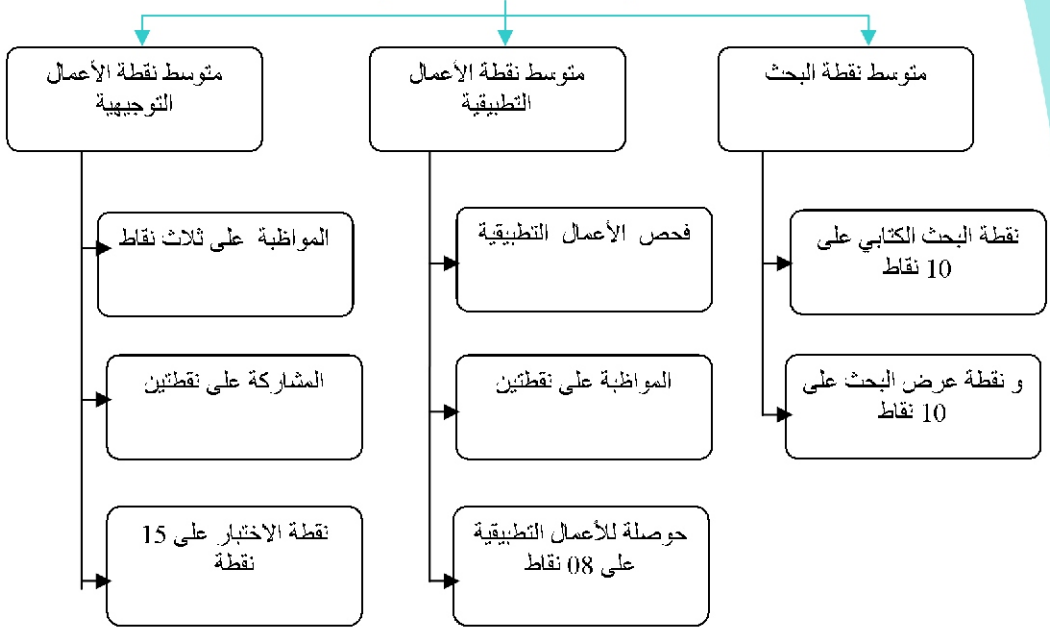 متوسط نقطة البحث
نقطة البحث الكتابي على
10 نقاط
و نقطة عرض البحث على
10 نقاط
متوسط نقطة الأعمال
التطبيقية
فحص الأعمال التطبيقية
المواظبة على نقطتين
حوصلة للأعمال التطبيقية
على 08 نقاط
متوسط نقطة الأعمال
التوجيهية
المواظبة على ثلاث نقاط
المشاركة على نقطتين
نقطة الاختبار على 15
نقطة